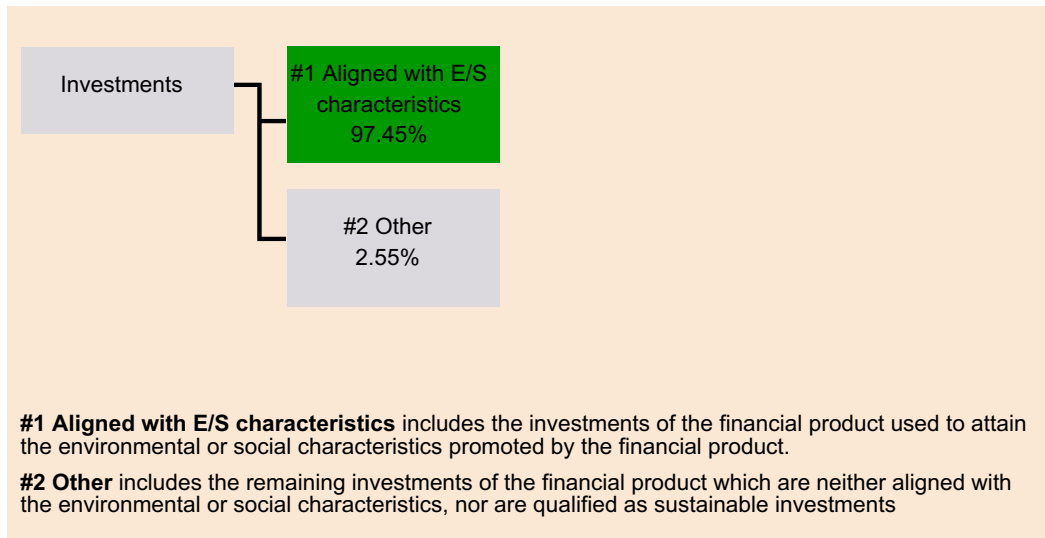 Investments
#1 Aligned with E/S
characteristics
97.45%
#2 Other
2.55%
#1 Aligned with E/S characteristics includes the investments of the financial product used to attain
the environmental or social characteristics promoted by the financial product.
#2 Other includes the remaining investments of the financial product which are neither aligned with
the environmental or social characteristics, nor are qualified as sustainable investments